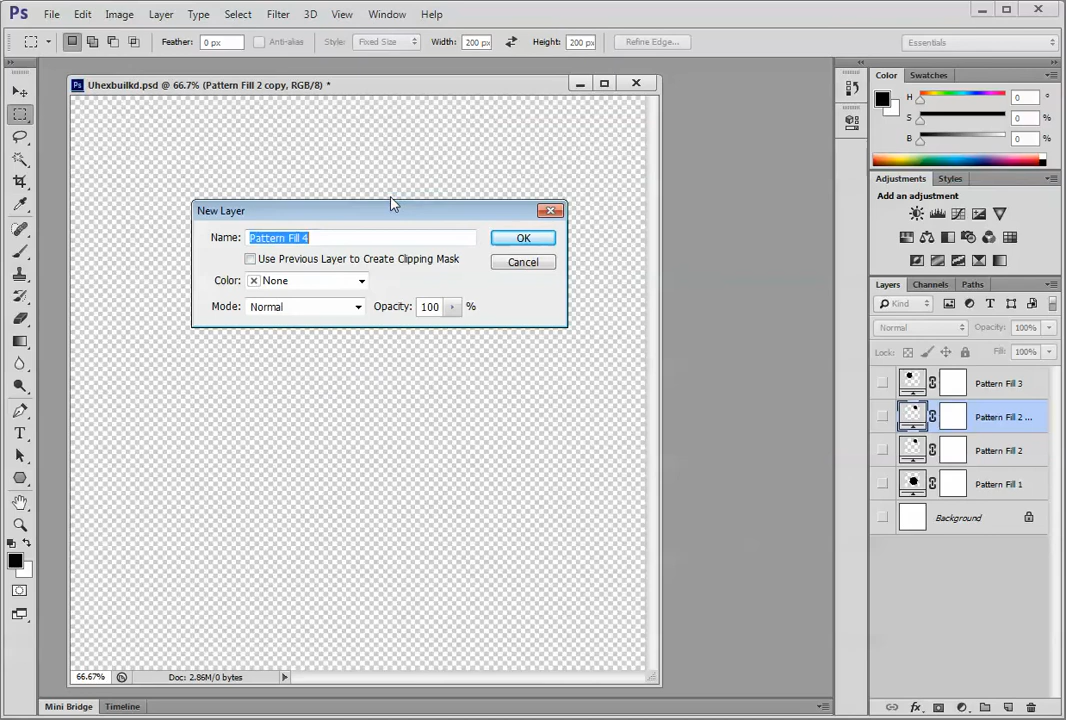 Ps File Edit Image Layer Type Select Filter 3D View Window Help
Feather: 0 px Anti-alias Style: Fixed Size Width: 200 px Height: 200 px Refine Edge... Essentials
Uhexbuilkd.psd @ 66.7% (Pattern Fill 2 copy, RGB/8) *
Color Swatches
H 0 °
S 0 %
B 0 %
Adjustments Styles
Add an adjustment
New Layer
Name: Pattern Fill 4 OK
Use Previous Layer to Create Clipping Mask Cancel
Color: None
Mode: Normal Opacity: 100 %
Layers Channels Paths
Kind
Normal Opacity: 100%
Lock: Fill: 100%
Pattern Fill 3
Pattern Fill 2 ...
Pattern Fill 2
Pattern Fill 1
Background
66.67% Doc: 2.86M/0 bytes
Mini Bridge Timeline